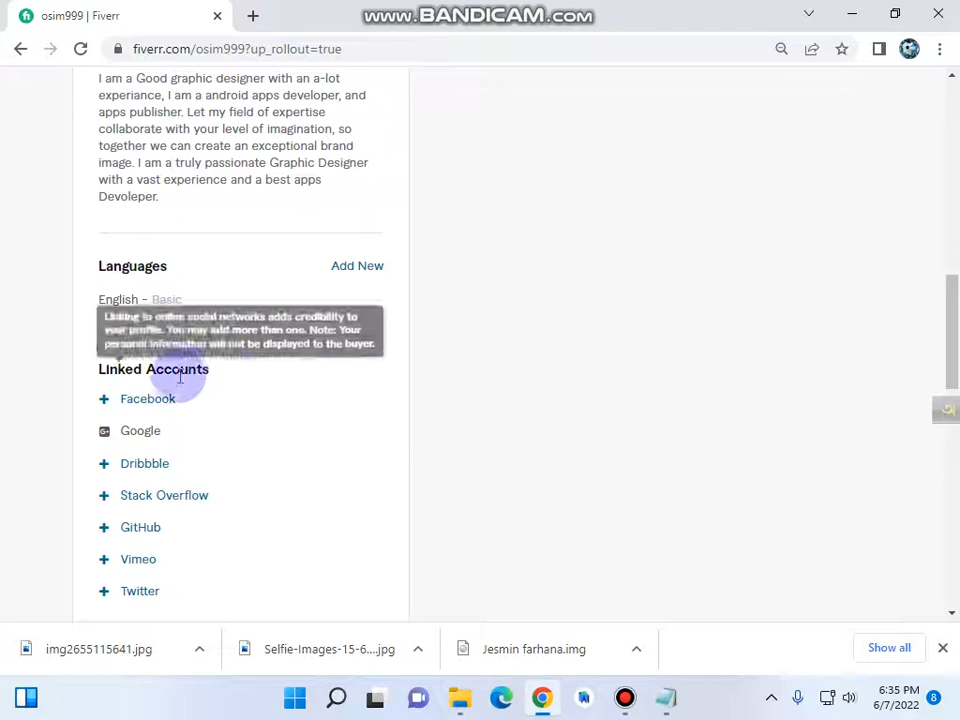 osim999 | Fiverr
www.BANDICAM.com
fiverr.com/osim999?up_rollout=true
I am a Good graphic designer with an a-lot
experiance, I am a android apps developer, and
apps publisher. Let my field of expertise
collaborate with your level of imagination, so
together we can create an exceptional brand
image. I am a truly passionate Graphic Designer
with a vast experience and a best apps
Devoleper.
Languages
Add New
English - Basic
Linking to online social networks adds credibility to
your profile. You may add more than one. Note: Your
personal information will not be displayed to the buyer.
Linked Accounts
Facebook
Google
Dribbble
Stack Overflow
GitHub
Vimeo
Twitter
img2655115641.jpg
Selfie-Images-15-6....jpg
Jesmin farhana.img
Show all
6:35 PM
6/7/2022
8